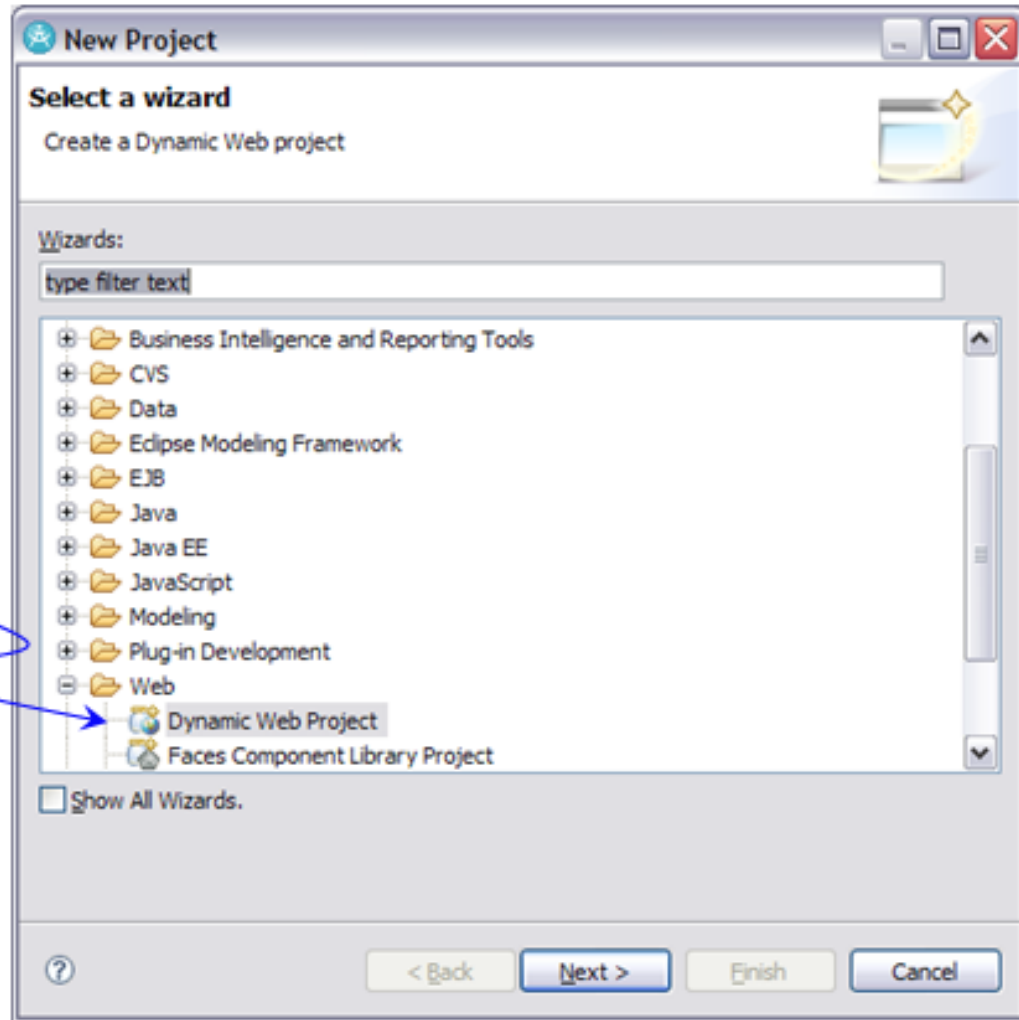 New Project
Select a wizard
Create a Dynamic Web project
Wizards:
type filter text
Business Intelligence and Reporting Tools
CVS
Data
Eclipse Modeling Framework
EJB
Java
Java EE
JavaScript
Modeling
Plug-in Development
Web
Dynamic Web Project
Faces Component Library Project
Show All Wizards.
? < Back Next > Finish Cancel